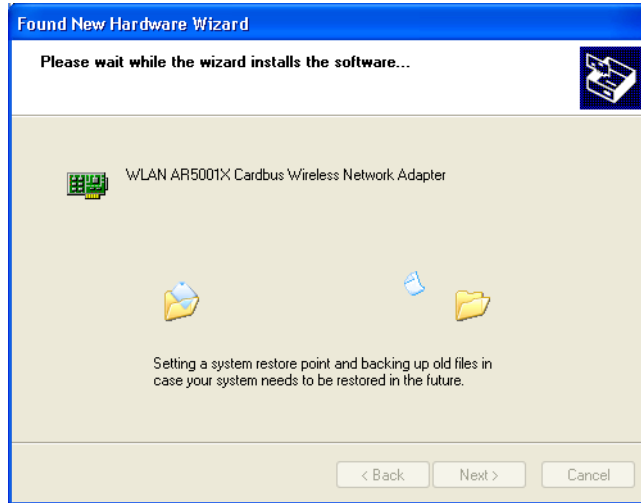 Found New Hardware Wizard
Please wait while the wizard installs the software...
WLAN AR5001X Cardbus Wireless Network Adapter
Setting a system restore point and backing up old files in
case your system needs to be restored in the future.
< Back Next > Cancel